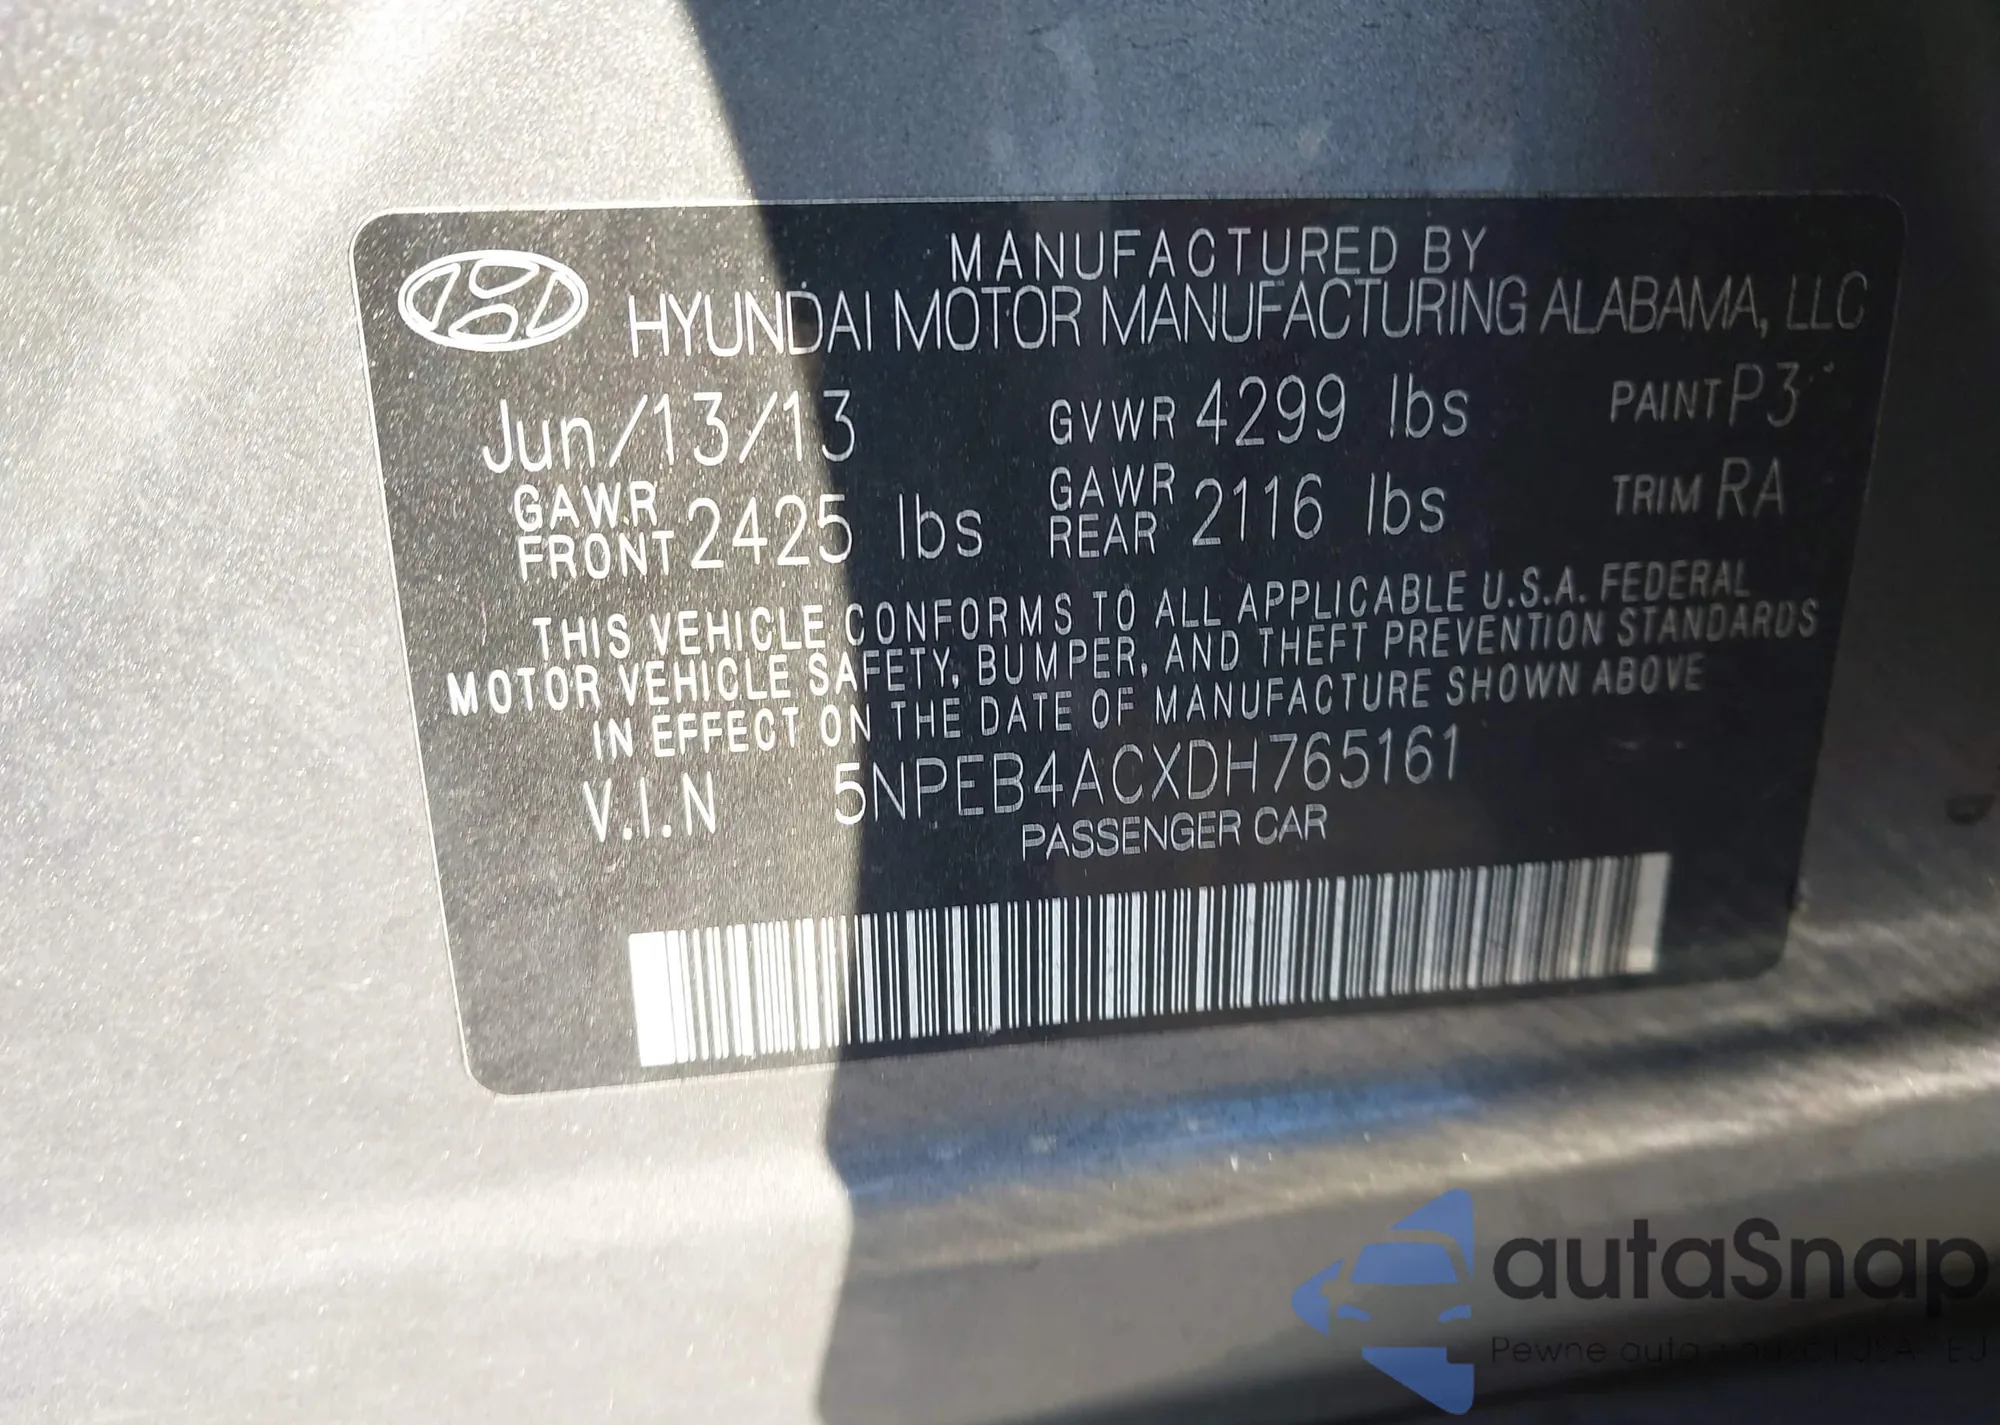 MANUFACTURED BY
HYUNDAI MOTOR MANUFACTURING ALABAMA, LLC
Jun/13/13 GVWR 4299 lbs PAINT P3
GAWR FRONT 2425 lbs GAWR REAR 2116 lbs TRIM RA
THIS VEHICLE CONFORMS TO ALL APPLICABLE U.S.A. FEDERAL
MOTOR VEHICLE SAFETY, BUMPER, AND THEFT PREVENTION STANDARDS
IN EFFECT ON THE DATE OF MANUFACTURE SHOWN ABOVE
V.I.N 5NPEB4ACXDH765161
PASSENGER CAR
autaSnap
Pewne auta z